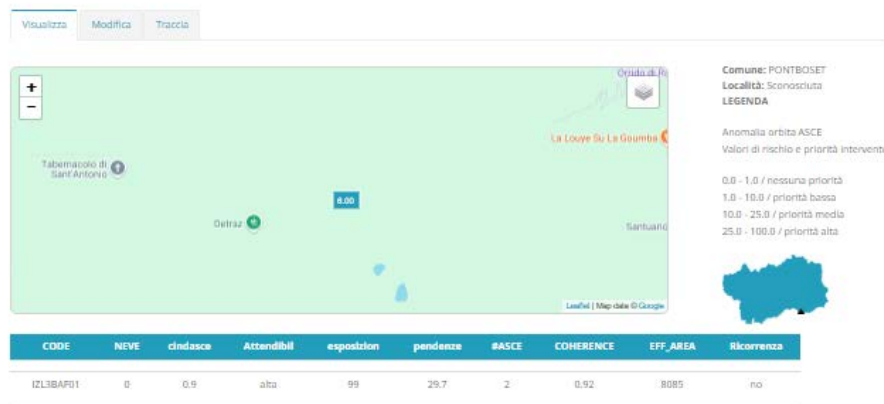 Visualizza Modifica Traccia
+
−
Orrido di R
La Louye Su La Goumba
Tabernacolo di
Sant'Antonio
6.00
Detraz
Santuario
Leaflet | Map data © Google
Comune: PONTBOSET
Località: Sconosciuta
LEGENDA
Anomalia orbita ASCE
Valori di rischio e priorità intervent
0.0 - 1.0 / nessuna priorità
1.0 - 10.0 / priorità bassa
10.0 - 25.0 / priorità media
25.0 - 100.0 / priorità alta
CODE NEVE cindasce Attendibil esposizion pendenze #ASCE COHERENCE EFF_AREA Ricorrenza
IZL3BAF01 0 0.9 alta 99 29.7 2 0.92 8085 no